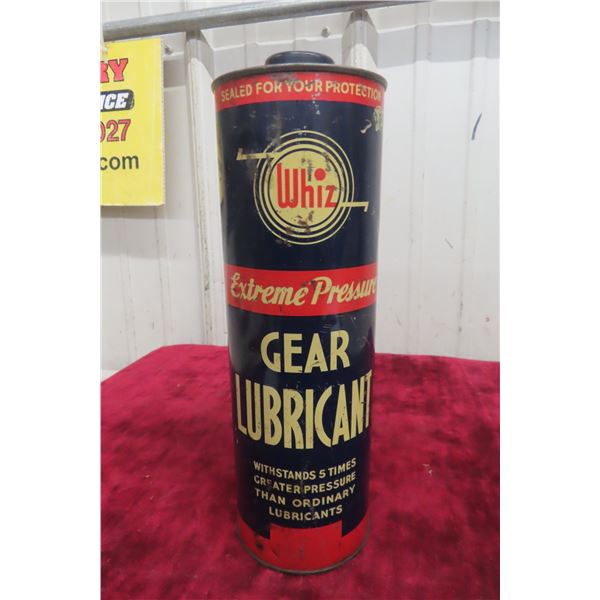 RY
ICE
927
.com
SEALED FOR YOUR PROTECTION
Whiz
Extreme Pressure
GEAR
LUBRICANT
WITHSTANDS 5 TIMES
GREATER PRESSURE
THAN ORDINARY
LUBRICANTS